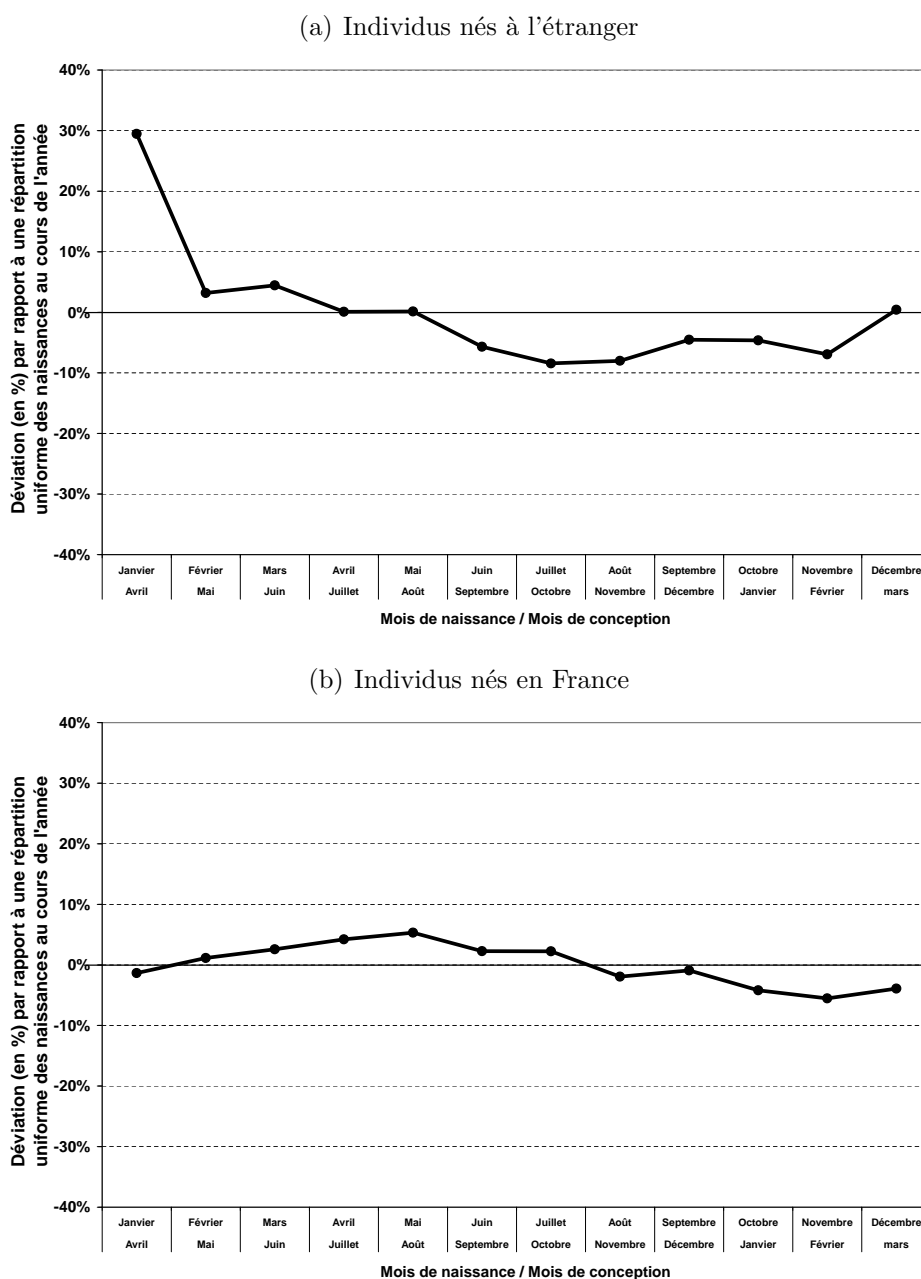 (a) Individus nés à l'étranger
Déviation (en %) par rapport à une répartition
uniforme des naissances au cours de l'année
40%
30%
20%
10%
0%
-10%
-20%
-30%
-40%
Janvier Février Mars Avril Mai Juin Juillet Août Septembre Octobre Novembre Décembre
Avril Mai Juin Juillet Août Septembre Octobre Novembre Décembre Janvier Février mars
Mois de naissance / Mois de conception
(b) Individus nés en France
Déviation (en %) par rapport à une répartition
uniforme des naissances au cours de l'année
40%
30%
20%
10%
0%
-10%
-20%
-30%
-40%
Janvier Février Mars Avril Mai Juin Juillet Août Septembre Octobre Novembre Décembre
Avril Mai Juin Juillet Août Septembre Octobre Novembre Décembre Janvier Février mars
Mois de naissance / Mois de conception